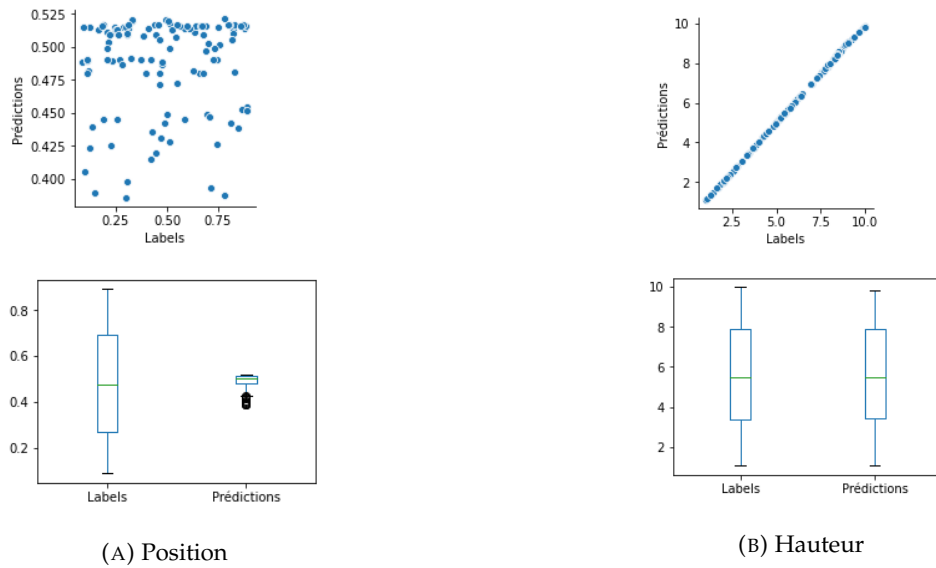 0.525
0.500
0.475
0.450
0.425
0.400
Prédictions
0.25 0.50 0.75
Labels
10
8
6
4
2
Prédictions
2.5 5.0 7.5 10.0
Labels
0.8
0.6
0.4
0.2
Labels Prédictions
10
8
6
4
2
Labels Prédictions
(A) Position
(B) Hauteur